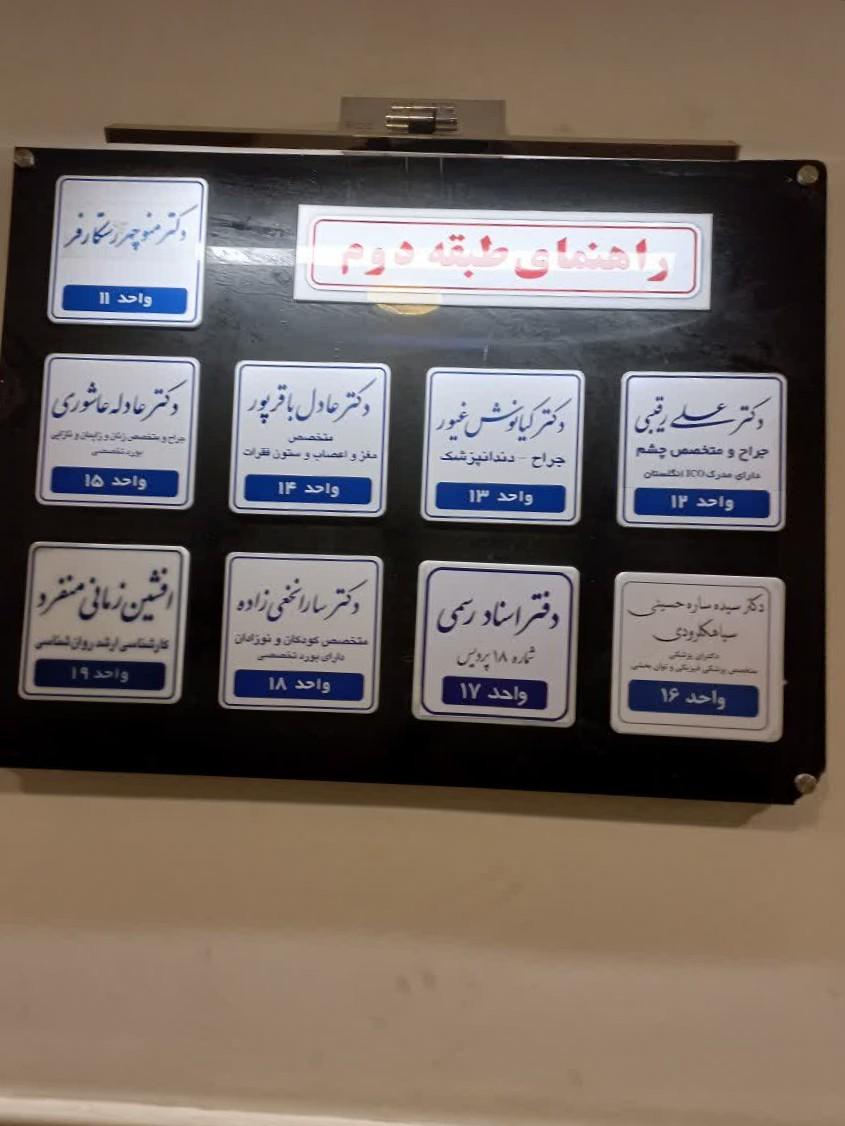 راهنمای طبقه دوم
دکتر منوچهر رستگارفر
واحد ۱۱
دکتر علی رقیبی
جراح و متخصص چشم
دارای مدرک ICO انگلستان
واحد ۱۲
دکتر کیانوش غیور
جراح - دندانپزشک
واحد ۱۳
دکتر عادل باقرپور
متخصص
مغز و اعصاب و ستون فقرات
واحد ۱۴
دکتر عادله عاشوری
جراح و متخصص زنان و زایمان و نازایی
بورد تخصصی
واحد ۱۵
دکتر سیده ساره حسینی
سیاهکلرودی
دکترای پزشکی
متخصص پزشکی فیزیکی و توان بخشی
واحد ۱۶
دفتر اسناد رسمی
شماره ۱۸ پردیس
واحد ۱۷
دکتر سارا نخعی زاده
متخصص کودکان و نوزادان
دارای بورد تخصصی
واحد ۱۸
افشین زمانی منفرد
کارشناسی ارشد روان شناسی
واحد ۱۹